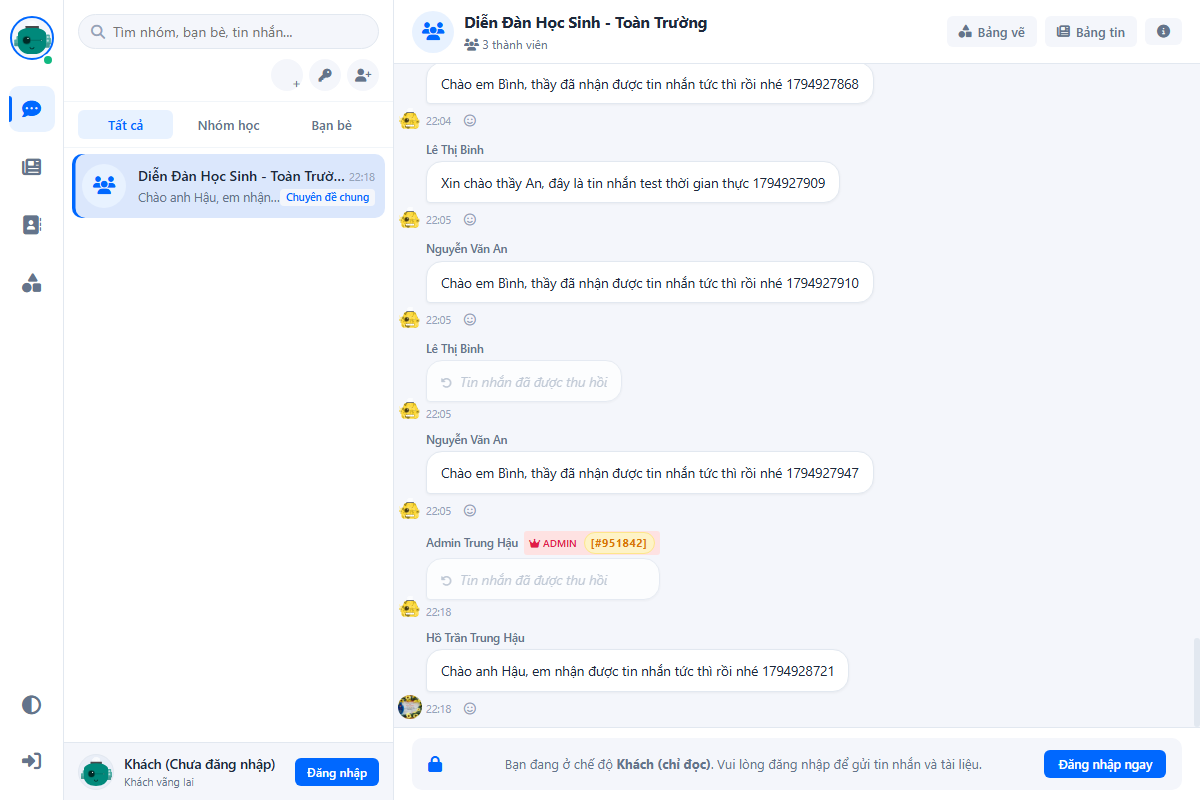 Tìm nhóm, bạn bè, tin nhắn...
Tất cả
Nhóm học
Bạn bè
Diễn Đàn Học Sinh - Toàn Trườ... 22:18
Chào anh Hậu, em nhận... Chuyên đề chung
Khách (Chưa đăng nhập)
Khách vãng lai
Đăng nhập
Diễn Đàn Học Sinh - Toàn Trường
3 thành viên
Bảng vẽ
Bảng tin
Chào em Bình, thầy đã nhận được tin nhắn tức thì rồi nhé 1794927868
22:04
Lê Thị Bình
Xin chào thầy An, đây là tin nhắn test thời gian thực 1794927909
22:05
Nguyễn Văn An
Chào em Bình, thầy đã nhận được tin nhắn tức thì rồi nhé 1794927910
22:05
Lê Thị Bình
Tin nhắn đã được thu hồi
22:05
Nguyễn Văn An
Chào em Bình, thầy đã nhận được tin nhắn tức thì rồi nhé 1794927947
22:05
Admin Trung Hậu ADMIN [#951842]
Tin nhắn đã được thu hồi
22:18
Hồ Trần Trung Hậu
Chào anh Hậu, em nhận được tin nhắn tức thì rồi nhé 1794928721
22:18
Bạn đang ở chế độ Khách (chỉ đọc). Vui lòng đăng nhập để gửi tin nhắn và tài liệu.
Đăng nhập ngay